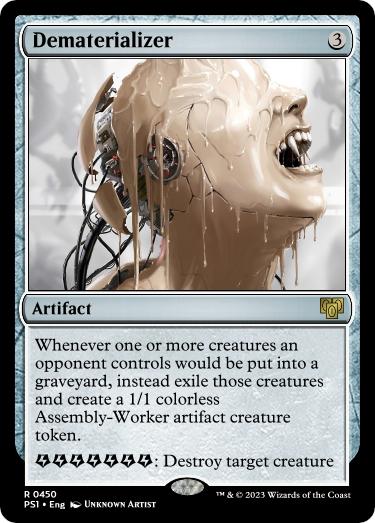 Dematerializer 3
Artifact
Whenever one or more creatures an
opponent controls would be put into a
graveyard, instead exile those creatures
and create a 1/1 colorless
Assembly-Worker artifact creature
token.
: Destroy target creature
R 0450
PS1 • Eng Unknown Artist
™ & © 2023 Wizards of the Coast